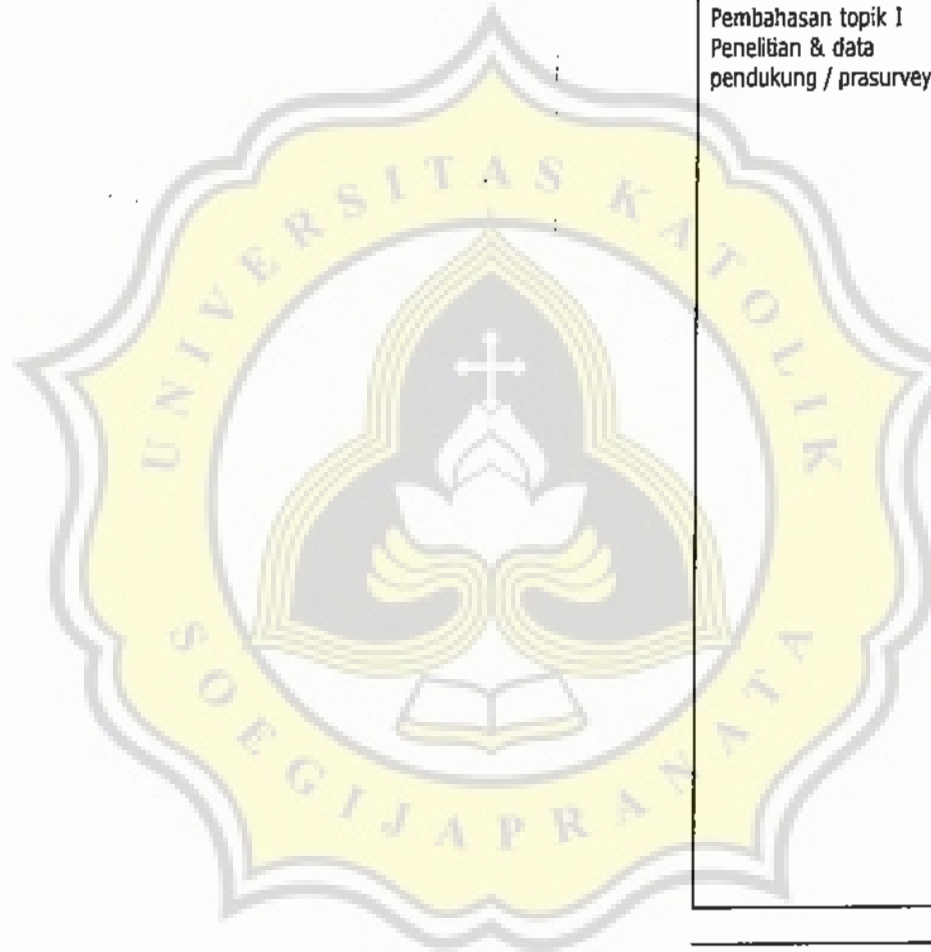 Pembahasan topik I
Penelitian & data
pendukung / prasurvey
UNIVERSITAS KATOLIK
SOEGIJAPRANATA